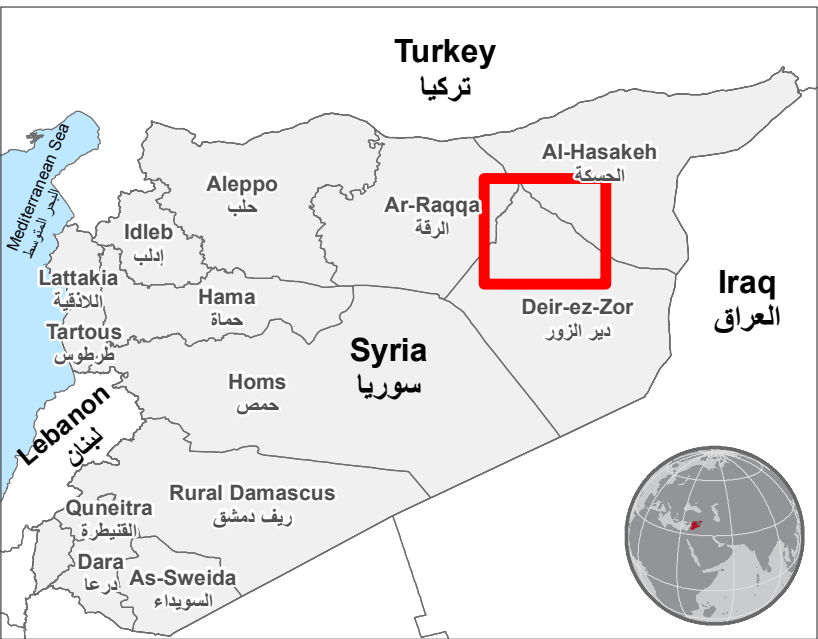 Turkey
تركيا
Mediterranean Sea
البحر المتوسط
Al-Hasakeh
الحسكة
Aleppo
حلب
Ar-Raqqa
الرقة
Idleb
إدلب
Lattakia
اللاذقية
Hama
حماة
Iraq
العراق
Deir-ez-Zor
دير الزور
Tartous
طرطوس
Syria
سوريا
Homs
حمص
Lebanon
لبنان
Rural Damascus
ريف دمشق
Quneitra
القنيطرة
Dara
درعا
As-Sweida
السويداء